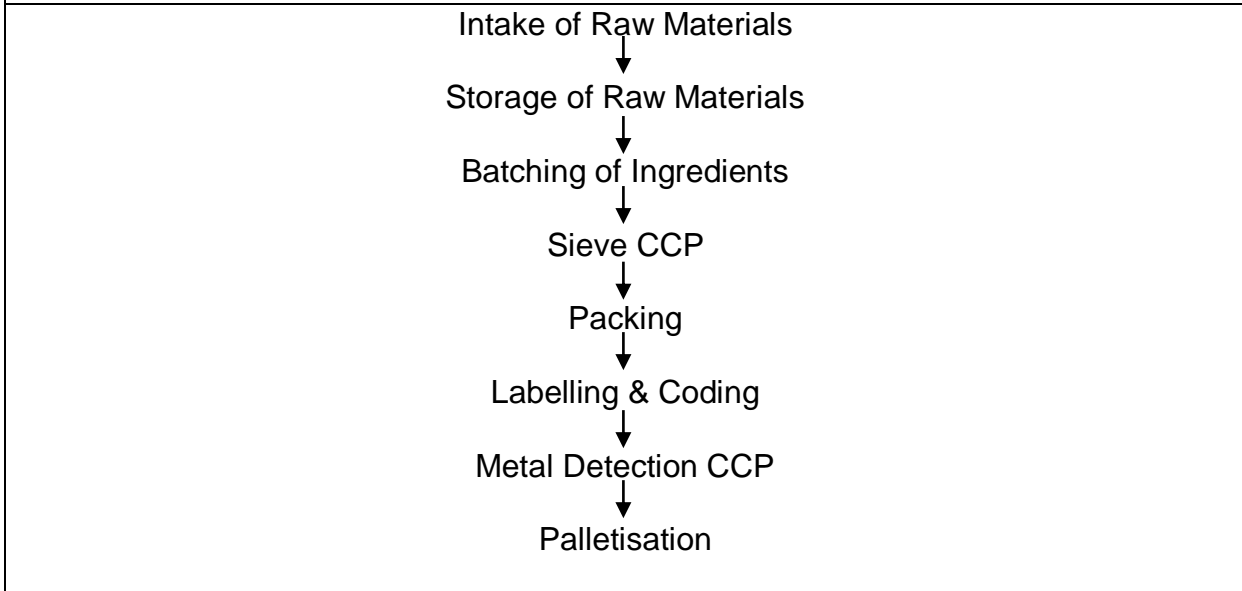 Intake of Raw Materials
Storage of Raw Materials
Batching of Ingredients
Sieve CCP
Packing
Labelling & Coding
Metal Detection CCP
Palletisation